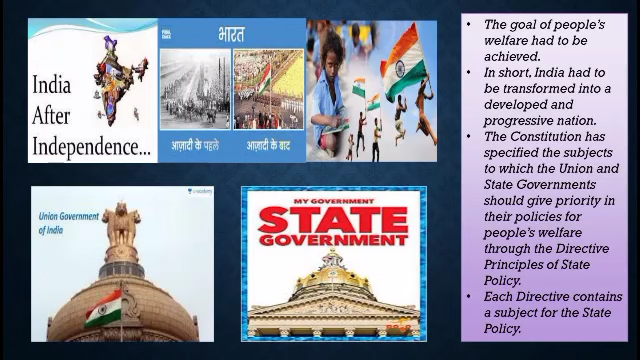 India
After
Independence...
भारत
आज़ादी के पहले
आज़ादी के बाद
Union Government
of India
MY GOVERNMENT
STATE
GOVERNMENT
• The goal of people's
welfare had to be
achieved.
• In short, India had to
be transformed into a
developed and
progressive nation.
• The Constitution has
specified the subjects
to which the Union and
State Governments
should give priority in
their policies for
people's welfare
through the Directive
Principles of State
Policy.
• Each Directive contains
a subject for the State
Policy.